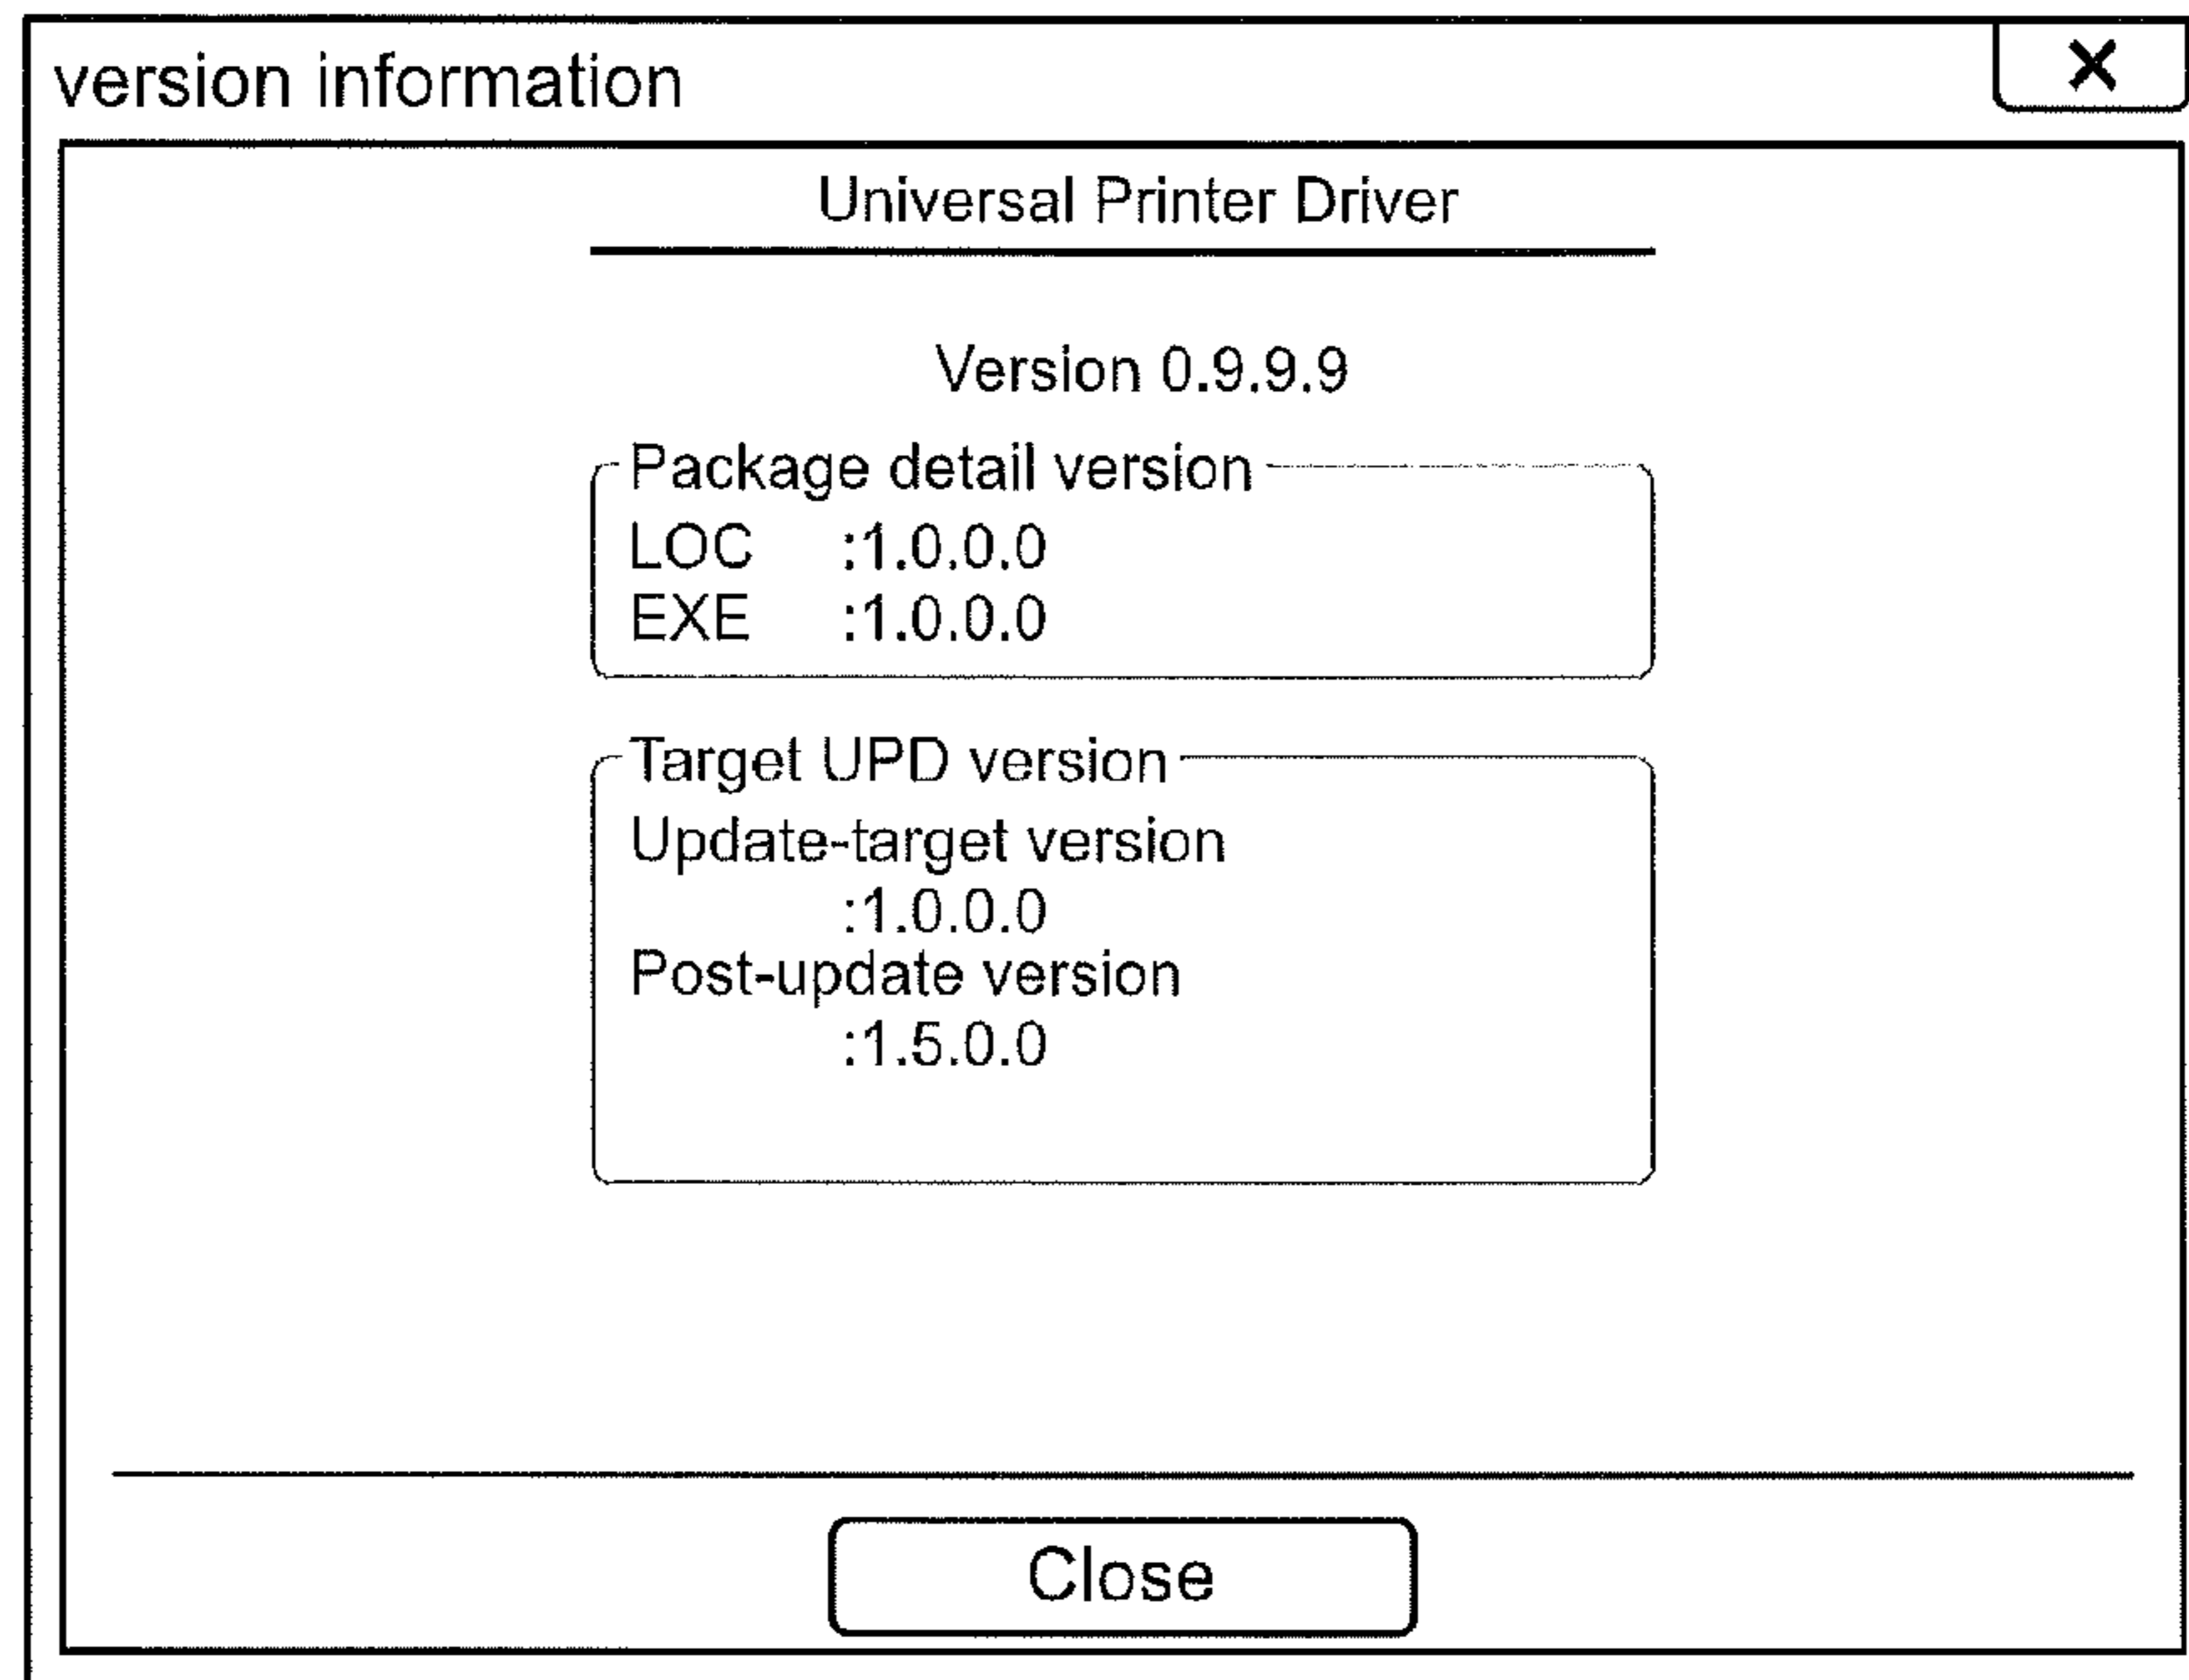 version information
Universal Printer Driver
Version 0.9.9.9
Package detail version
LOC :1.0.0.0
EXE :1.0.0.0
Target UPD version
Update-target version
:1.0.0.0
Post-update version
:1.5.0.0
Close